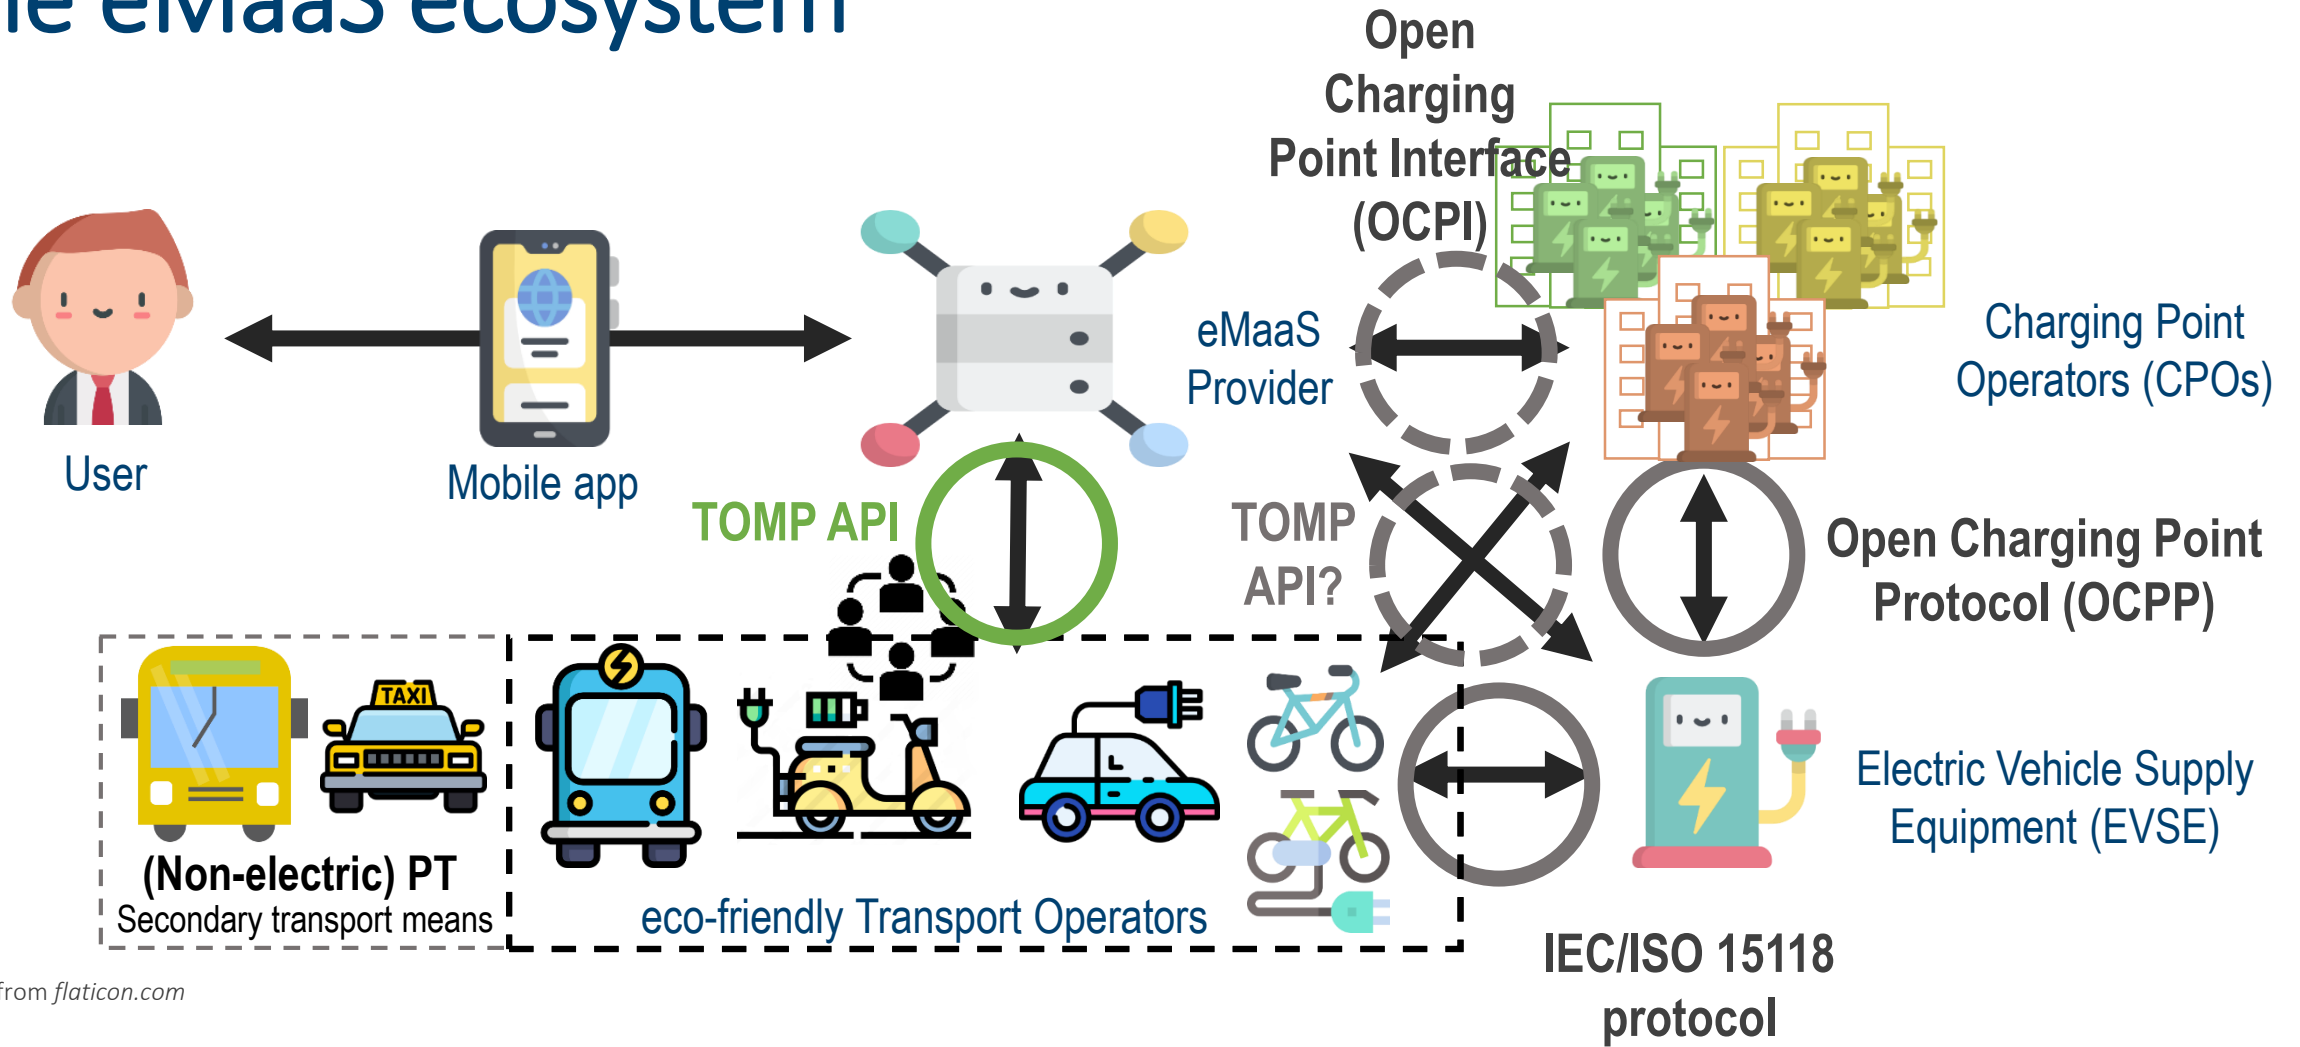 eMaaS ecosystem
Open
Charging
Point Interface
(OCPI)
eMaaS
Provider
Charging Point
Operators (CPOs)
User
Mobile app
TOMP API
TOMP
API?
Open Charging Point
Protocol (OCPP)
TAXI
(Non-electric) PT
Secondary transport means
eco-friendly Transport Operators
Electric Vehicle Supply
Equipment (EVSE)
IEC/ISO 15118
protocol
from flaticon.com